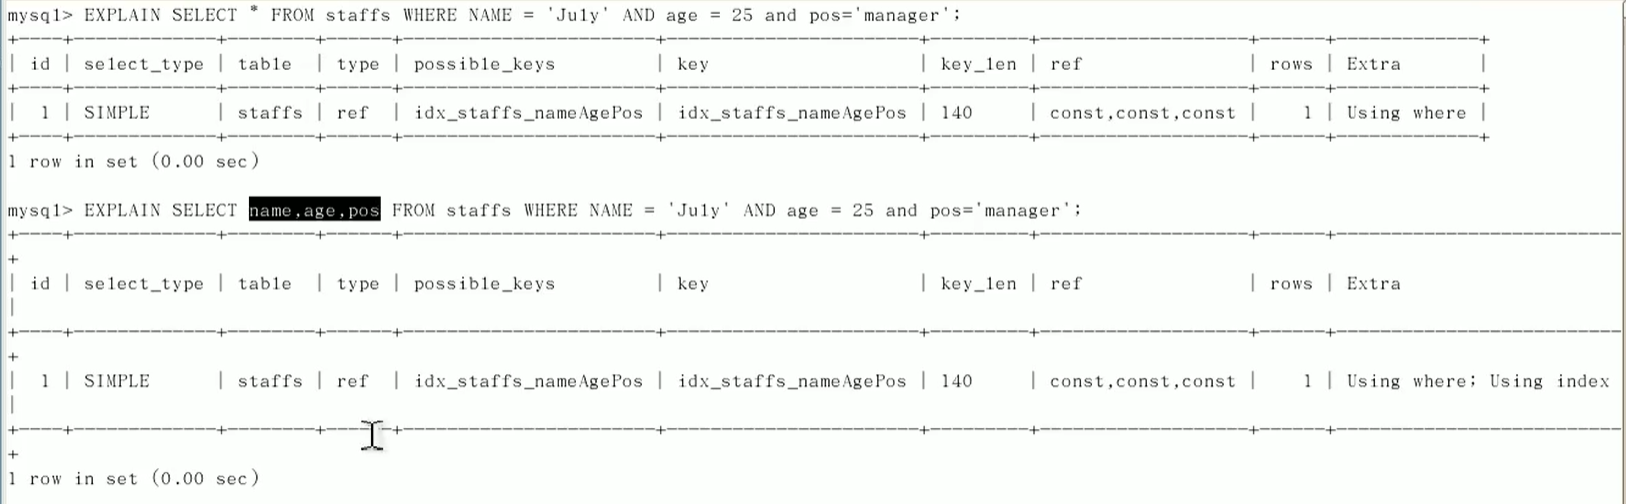 mysql> EXPLAIN SELECT * FROM staffs WHERE NAME = 'July' AND age = 25 and pos='manager';
+----+-------------+--------+------+-----------------------+-----------------------+---------+-------------------+------+-------------+
| id | select_type | table  | type | possible_keys         | key                   | key_len | ref               | rows | Extra       |
+----+-------------+--------+------+-----------------------+-----------------------+---------+-------------------+------+-------------+
|  1 | SIMPLE      | staffs | ref  | idx_staffs_nameAgePos | idx_staffs_nameAgePos | 140     | const,const,const |    1 | Using where |
+----+-------------+--------+------+-----------------------+-----------------------+---------+-------------------+------+-------------+
1 row in set (0.00 sec)
mysql> EXPLAIN SELECT name,age,pos FROM staffs WHERE NAME = 'July' AND age = 25 and pos='manager';
+----+-------------+--------+------+-----------------------+-----------------------+---------+-------------------+------+--------------------------
+
| id | select_type | table  | type | possible_keys         | key                   | key_len | ref               | rows | Extra
|
+----+-------------+--------+------+-----------------------+-----------------------+---------+-------------------+------+--------------------------
+
|  1 | SIMPLE      | staffs | ref  | idx_staffs_nameAgePos | idx_staffs_nameAgePos | 140     | const,const,const |    1 | Using where; Using index
|
+----+-------------+--------+------+-----------------------+-----------------------+---------+-------------------+------+--------------------------
+
1 row in set (0.00 sec)